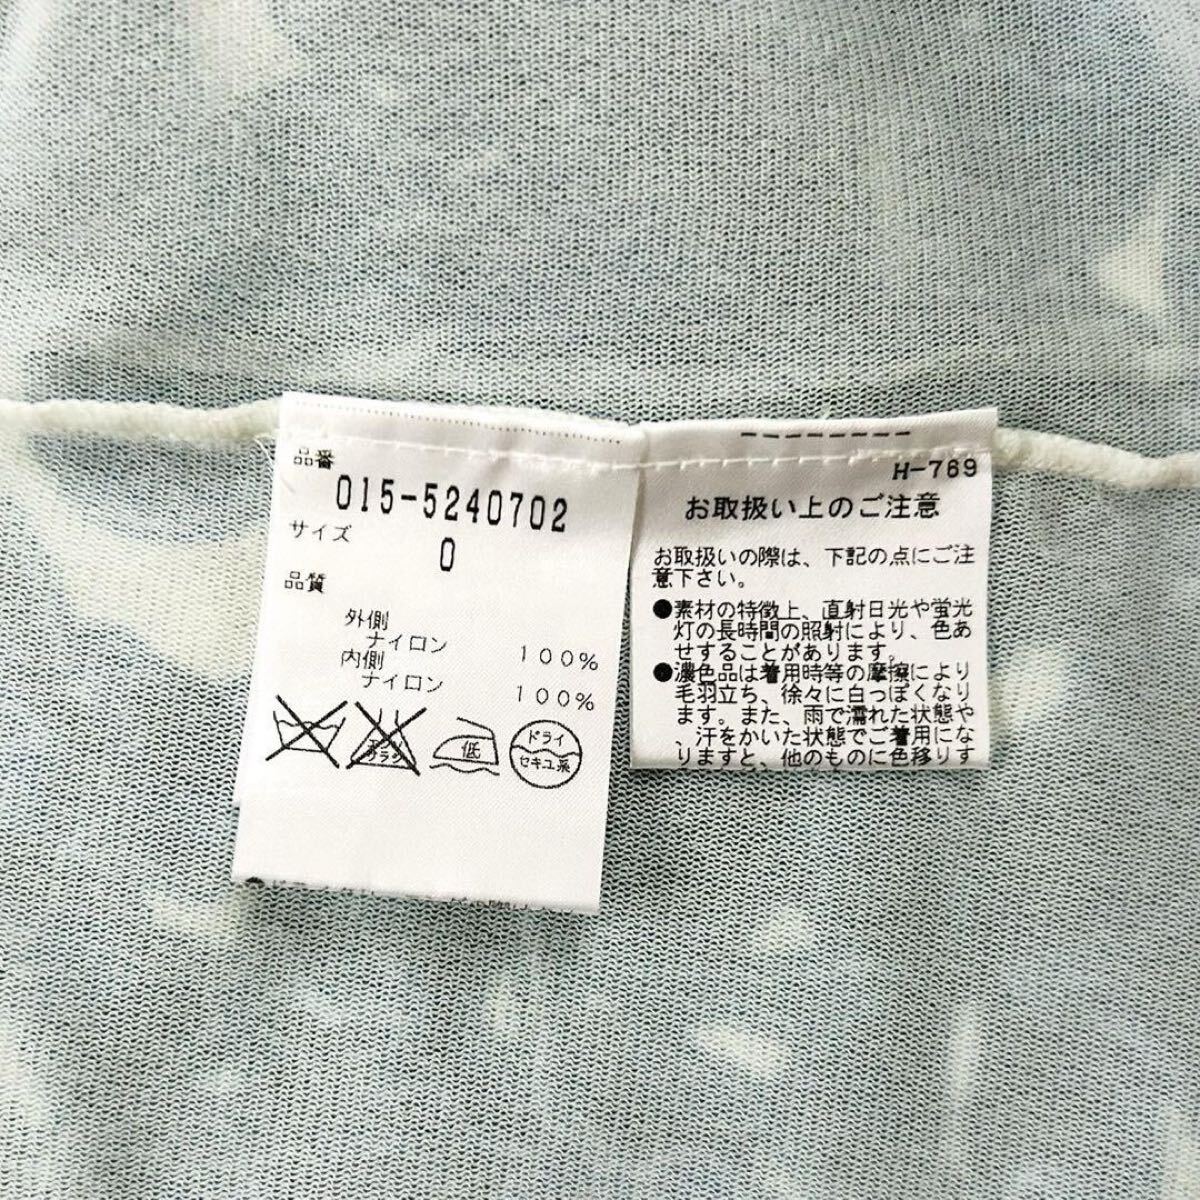 品番
015-5240702
サイズ
0
品質
外側
ナイロン 100%
内側
ナイロン 100%
エンソ
サラシ
低
ドライ
セキユ系
H-769
お取扱い上のご注意
お取扱いの際は、下記の点にご注
意下さい。
●素材の特徴上、直射日光や蛍光
灯の長時間の照射により、色あ
せすることがあります。
●濃色品は着用時等の摩擦により
毛羽立ち、徐々に白っぽくなり
ます。また、雨で濡れた状態や
、汗をかいた状態でご着用にな
りますと、他のものに色移りす